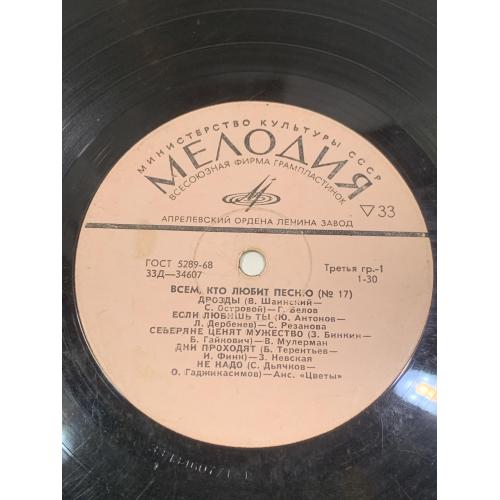 МИНИСТЕРСТВО КУЛЬТУРЫ СССР
МЕЛОДИЯ
ВСЕСОЮЗНАЯ ФИРМА ГРАМПЛАСТИНОК
АПРЕЛЕВСКИЙ ОРДЕНА ЛЕНИНА ЗАВОД
▽33
ГОСТ 5289-68
33Д—34607
Третья гр.-1
1-30
ВСЕМ, КТО ЛЮБИТ ПЕСНЮ (№ 17)
ДРОЗДЫ (В. Шаинский—
С. Островой)—Г. Белов
ЕСЛИ ЛЮБИШЬ ТЫ (Ю. Антонов—
Л. Дербенев)—С. Резанова
СЕВЕРЯНЕ ЦЕНЯТ МУЖЕСТВО (З. Бинкин—
Б. Гайкович)—В. Мулерман
ДНИ ПРОХОДЯТ (Б. Терентьев—
И. Финк)—З. Невская
НЕ НАДО (С. Дьячков—
О. Гаджикасимов)—Анс. «Цветы»